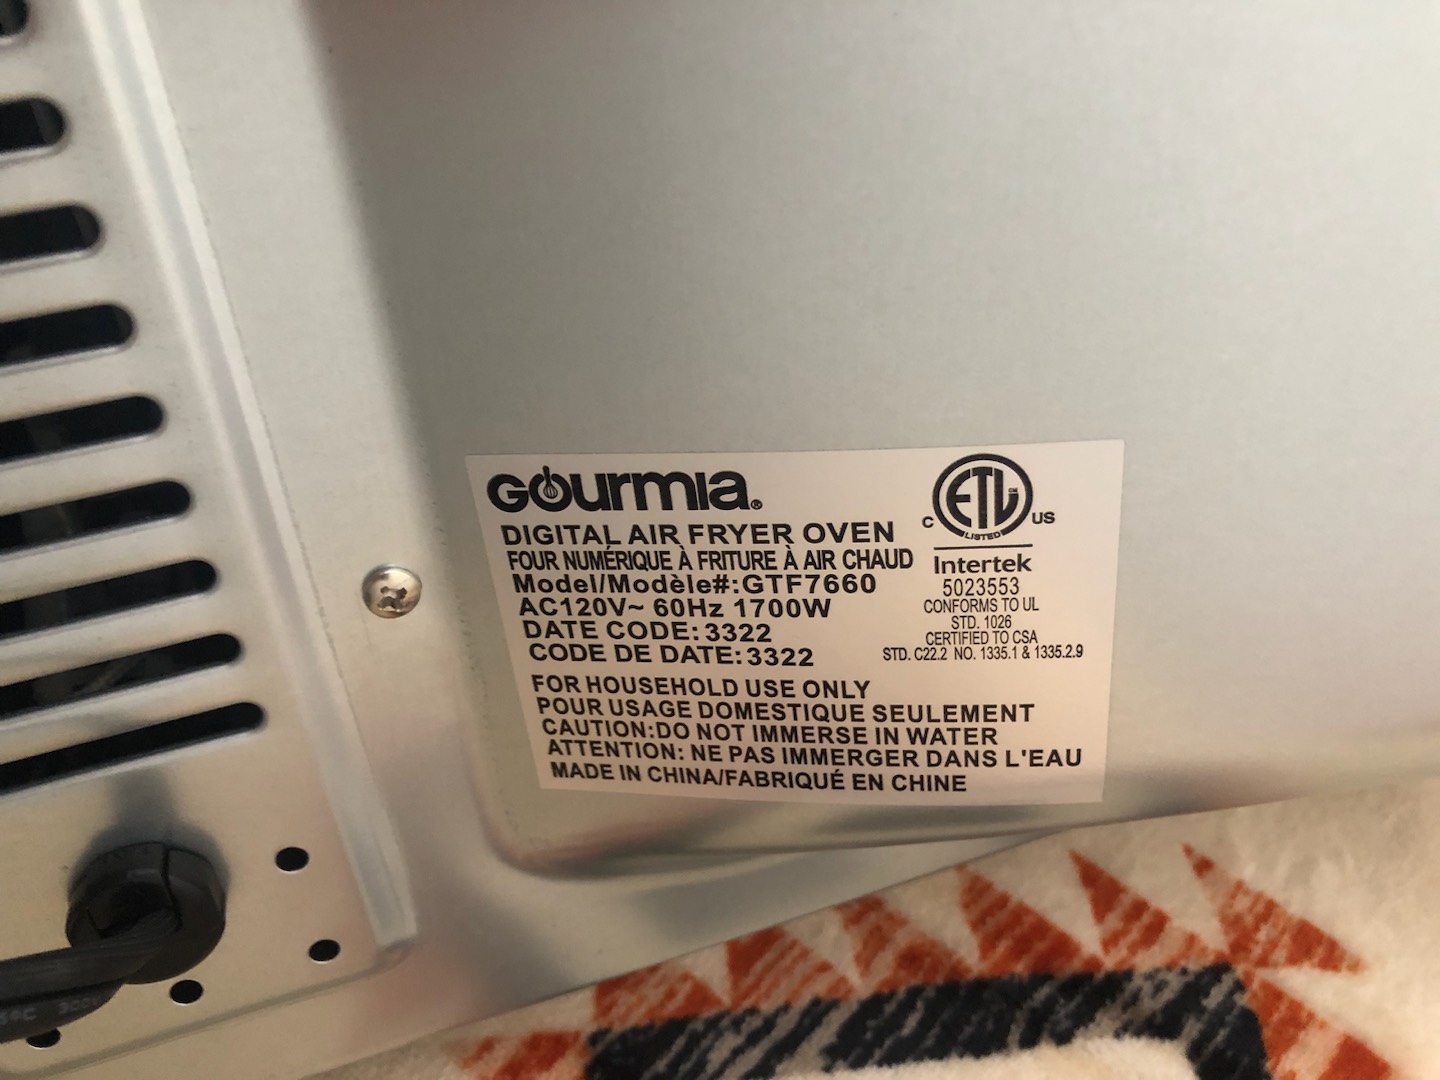 GOURMIA®
DIGITAL AIR FRYER OVEN
FOUR NUMÉRIQUE À FRITURE À AIR CHAUD
Model/Modèle#:GTF7660
AC120V~ 60Hz 1700W
DATE CODE:3322
CODE DE DATE:3322
FOR HOUSEHOLD USE ONLY
POUR USAGE DOMESTIQUE SEULEMENT
CAUTION:DO NOT IMMERSE IN WATER
ATTENTION: NE PAS IMMERGER DANS L'EAU
MADE IN CHINA/FABRIQUÉ EN CHINE
ETL CM
LISTED
C US
Intertek
5023553
CONFORMS TO UL
STD. 1026
CERTIFIED TO CSA
STD. C22.2 NO. 1335.1 & 1335.2.9